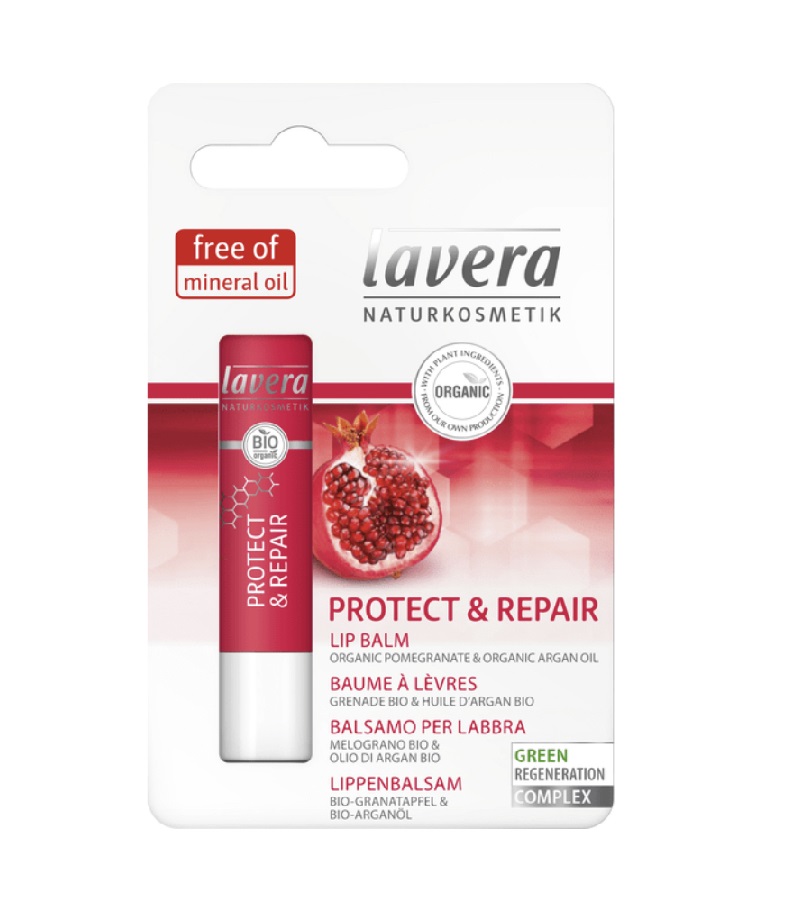 free of
mineral oil
lavera
NATURKOSMETIK
• WITH PLANT INGREDIENTS •
FROM OUR OWN PRODUCTION
ORGANIC
lavera
NATURKOSMETIK
BIO
organic
PROTECT
& REPAIR
PROTECT & REPAIR
LIP BALM
ORGANIC POMEGRANATE & ORGANIC ARGAN OIL
BAUME À LÈVRES
GRENADE BIO & HUILE D'ARGAN BIO
BALSAMO PER LABBRA
MELOGRANO BIO &
OLIO DI ARGAN BIO
LIPPENBALSAM
BIO-GRANATAPFEL &
BIO-ARGANÖL
GREEN
REGENERATION
COMPLEX